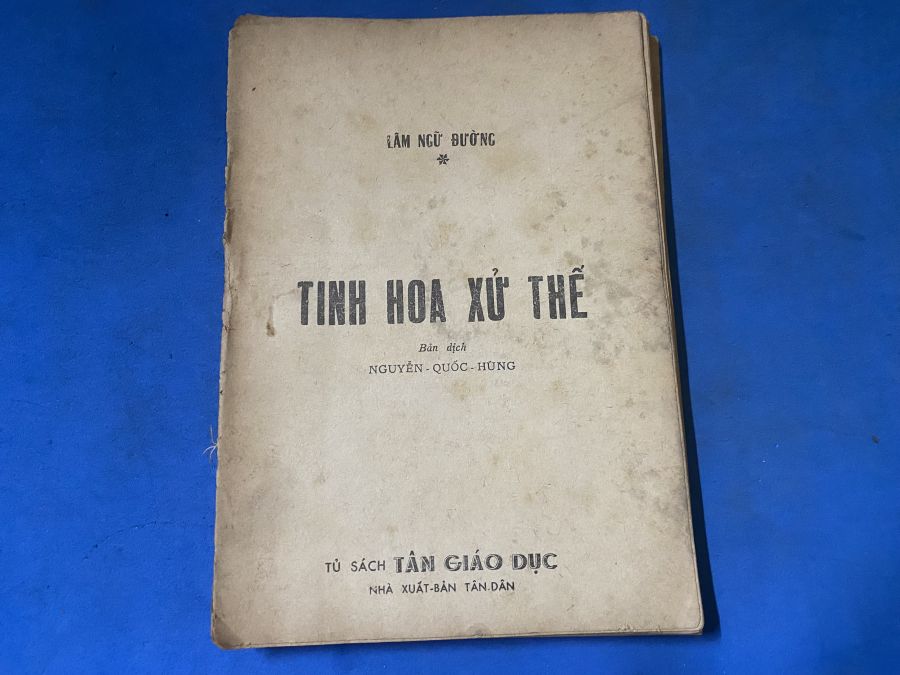 LÂM NGỮ ĐƯỜNG
TINH HOA XỬ THẾ
Bản dịch
NGUYỄN - QUỐC - HÙNG
TỦ SÁCH TÂN GIÁO DỤC
NHÀ XUẤT-BẢN TÂN-DÂN